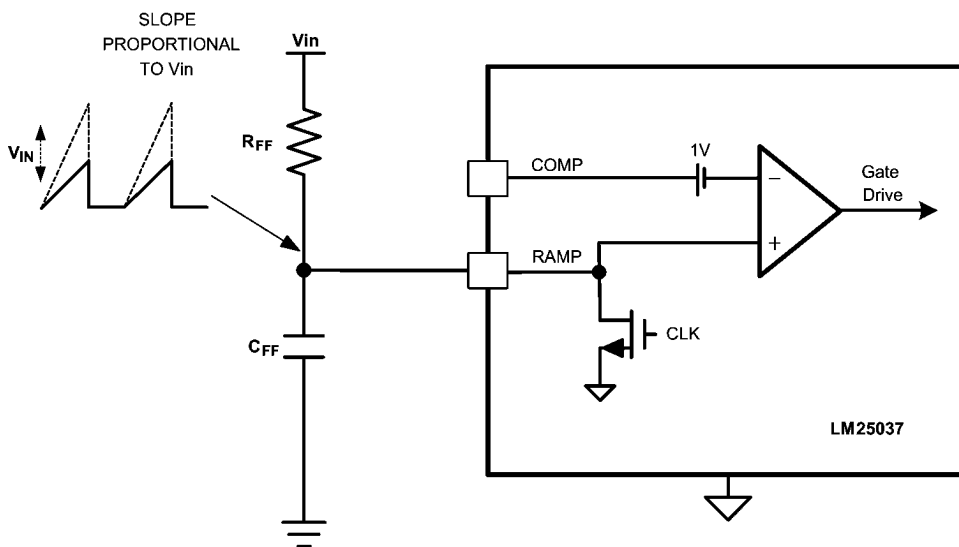 SLOPE
PROPORTIONAL
TO Vin
Vin
VIN
RFF
COMP
1V
−
Gate
Drive
+
RAMP
CLK
CFF
LM25037